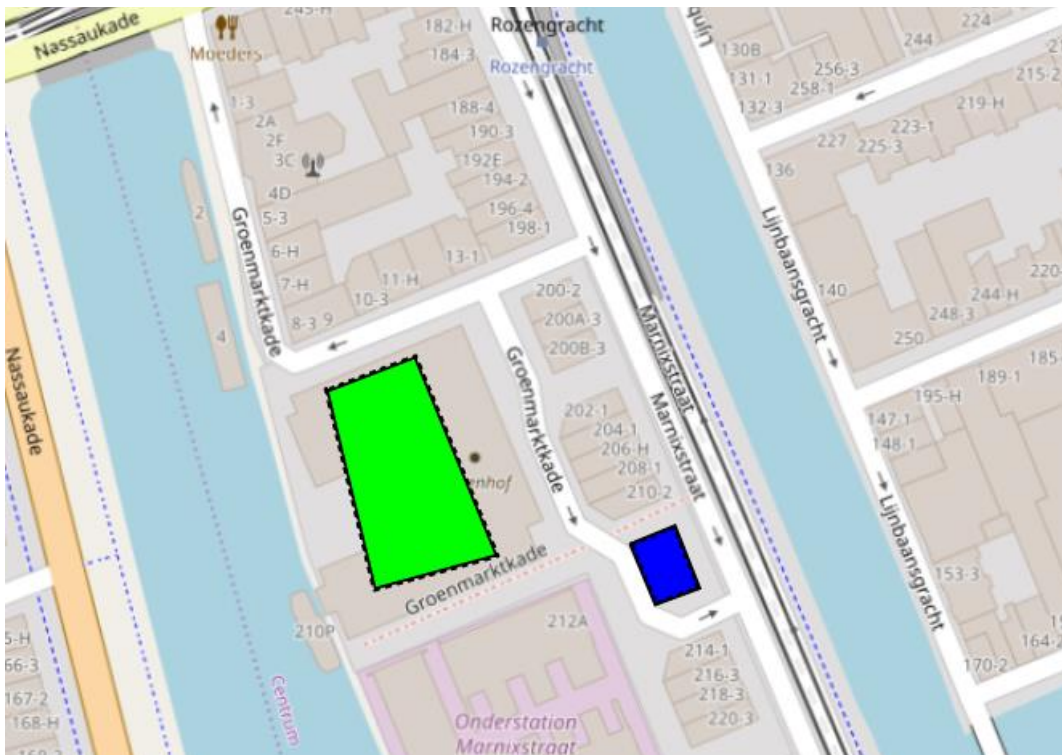 Nassaukade
243-H
Moeders
182-H
184-3
Rozengracht
Rozengracht
130B
131-1
132-3
256-3
258-1
244
224
215-2
219-H
223-1
225-3
227
136
1-3
2A
2F
3C
4D
5-3
6-H
7-H
8-3
9
10-3
11-H
13-1
188-4
190-3
192E
194-2
196-4
198-1
2
4
Groenmarktkade
200-2
200A-3
200B-3
Marnixstraat
Marnixstraat
Lijnbaansgracht
140
220-
244-H
248-3
250
185-
189-1
195-H
147-1
148-1
Nassaukade
Groenmarktkade
202-1
204-1
206-H
208-1
210-2
enhof
Groenmarktkade
Lijnbaansgracht
153-3
164-2
170-2
210P
212A
214-1
216-3
218-3
220-3
5-H
66-3
167-2
168-H
Centrum
Onderstation
Marnixstraat